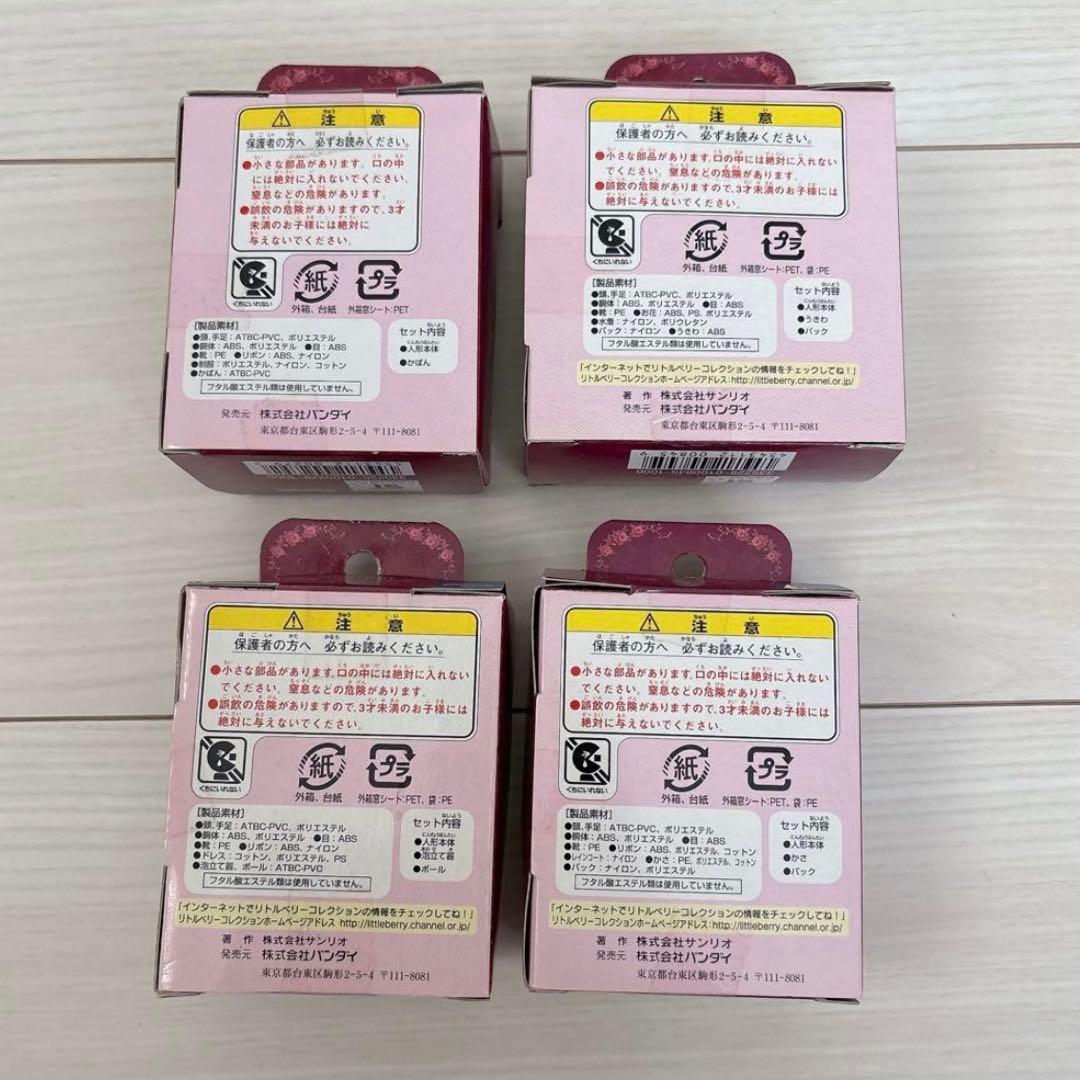 注意
保護者の方へ 必ずお読みください。
●小さな部品があります。口の中
には絶対に入れないでください。
窒息などの危険があります。
●誤飲の危険がありますので、3才
未満のお子様には絶対に
与えないでください。
くちにいれない
紙
外箱、台紙
プラ
外箱窓シート:PET
[製品素材]
●頭、手足:ATBC-PVC、ポリエステル
●胴体:ABS、ポリエステル ●目:ABS
●靴:PE ●リボン:ABS、ナイロン
●制服:ポリエステル、ナイロン、コットン
●かばん:ATBC-PVC
フタル酸エステル類は使用していません。
セット内容
●人形本体
●かばん
発売元 株式会社バンダイ
東京都台東区駒形2-5-4 〒111-8081
注意
保護者の方へ 必ずお読みください。
●小さな部品があります。口の中には絶対に入れない
でください。窒息などの危険があります。
●誤飲の危険がありますので、3才未満のお子様には
絶対に与えないでください。
くちにいれない
紙
外箱、台紙
プラ
外箱窓シート:PET、袋:PE
[製品素材]
●頭、手足:ATBC-PVC、ポリエステル
●胴体:ABS、ポリエステル ●目:ABS
●靴:PE ●お花:ABS、PS、ポリエステル
●水着:ナイロン、ポリウレタン
●バック:ナイロン ●うきわ:ABS
フタル酸エステル類は使用していません。
セット内容
●人形本体
●うきわ
●バック
「インターネットでリトルベリーコレクションの情報をチェックしてね!」
リトルベリーコレクションホームページアドレス:http://littleberry.channel.or.jp/
著 作 株式会社サンリオ
発売元 株式会社バンダイ
東京都台東区駒形2-5-4 〒111-8081
4 543112 00845 9
注意
保護者の方へ 必ずお読みください。
●小さな部品があります。口の中には絶対に入れない
でください。窒息などの危険があります。
●誤飲の危険がありますので、3才未満のお子様には
絶対に与えないでください。
くちにいれない
紙
外箱、台紙
プラ
外箱窓シート:PET、袋:PE
[製品素材]
●頭、手足:ATBC-PVC、ポリエステル
●胴体:ABS、ポリエステル ●目:ABS
●靴:PE ●リボン:ABS、ナイロン
●ドレス:コットン、ポリエステル、PS
●泡立て器、ボール:ATBC-PVC
フタル酸エステル類は使用していません。
セット内容
●人形本体
●泡立て器
●ボール
「インターネットでリトルベリーコレクションの情報をチェックしてね!」
リトルベリーコレクションホームページアドレス http://littleberry.channel.or.jp/
著 作 株式会社サンリオ
発売元 株式会社バンダイ
東京都台東区駒形2-5-4 〒111-8081
注意
保護者の方へ 必ずお読みください。
●小さな部品があります。口の中には絶対に入れない
でください。窒息などの危険があります。
●誤飲の危険がありますので、3才未満のお子様には
絶対に与えないでください。
くちにいれない
紙
外箱、台紙
プラ
外箱窓シート:PET、袋:PE
[製品素材]
●頭、手足:ATBC-PVC、ポリエステル
●胴体:ABS、ポリエステル ●目:ABS
●靴:PE ●リボン:ABS、ポリエステル、コットン
●レインコート:ナイロン ●かさ:PE、ポリエステル、コットン
●バック:ナイロン、ポリエステル
フタル酸エステル類は使用していません。
セット内容
●人形本体
●かさ
●バック
「インターネットでリトルベリーコレクションの情報をチェックしてね!」
リトルベリーコレクションホームページアドレス:http://littleberry.channel.or.jp/
著 作 株式会社サンリオ
発売元 株式会社バンダイ
東京都台東区駒形2-5-4 〒111-8081